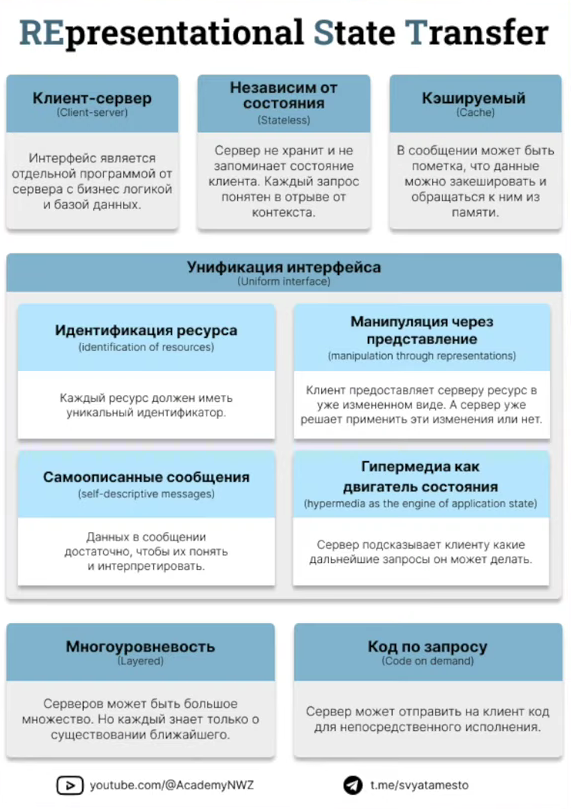 REpresentational State Transfer
Клиент-сервер
(Client-server)
Интерфейс является
отдельной программой от
сервера с бизнес логикой
и базой данных.
Независим от
состояния
(Stateless)
Сервер не хранит и не
запоминает состояние
клиента. Каждый запрос
понятен в отрыве от
контекста.
Кэшируемый
(Cache)
В сообщении может быть
пометка, что данные
можно закешировать и
обращаться к ним из
памяти.
Унификация интерфейса
(Uniform interface)
Идентификация ресурса
(identification of resources)
Каждый ресурс должен иметь
уникальный идентификатор.
Манипуляция через
представление
(manipulation through representations)
Клиент предоставляет серверу ресурс в
уже измененном виде. А сервер уже
решает применить эти изменения или нет.
Самоописанные сообщения
(self-descriptive messages)
Данных в сообщении
достаточно, чтобы их понять
и интерпретировать.
Гипермедиа как
двигатель состояния
(hypermedia as the engine of application state)
Сервер подсказывает клиенту какие
дальнейшие запросы он может делать.
Многоуровневость
(Layered)
Серверов может быть большое
множество. Но каждый знает только о
существовании ближайшего.
Код по запросу
(Code on demand)
Сервер может отправить на клиент код
для непосредственного исполнения.
youtube.com/@AcademyNWZ
t.me/svyatamesto